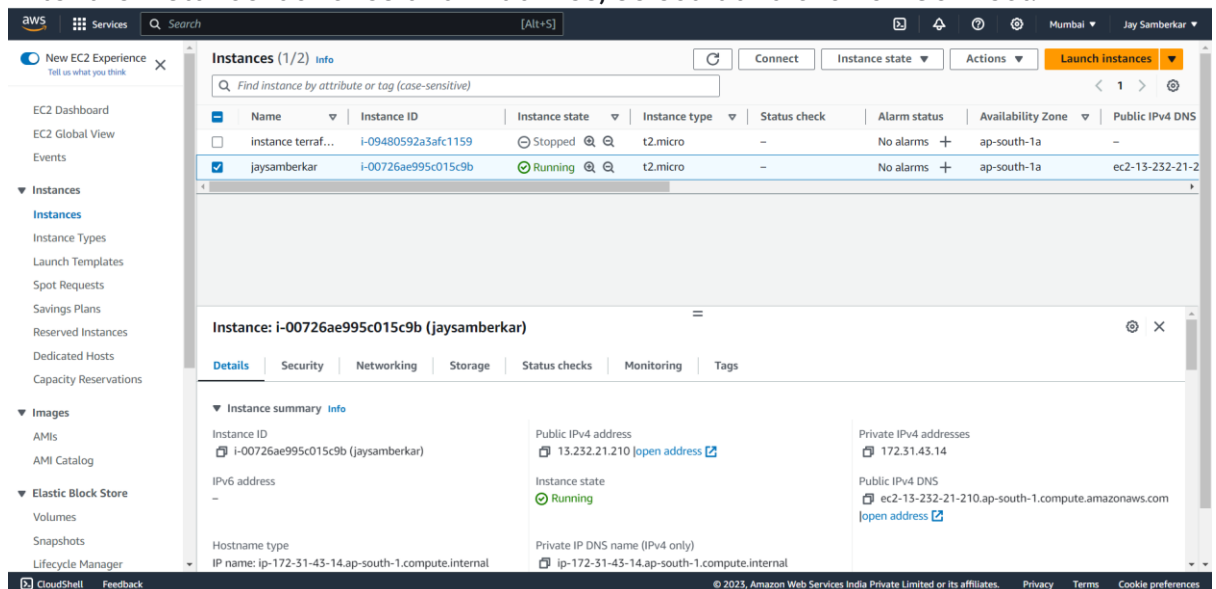 aws Services Search [Alt+S] Mumbai Jay Samberkar
New EC2 Experience
Tell us what you think
EC2 Dashboard
EC2 Global View
Events
Instances
Instances
Instance Types
Launch Templates
Spot Requests
Savings Plans
Reserved Instances
Dedicated Hosts
Capacity Reservations
Images
AMIs
AMI Catalog
Elastic Block Store
Volumes
Snapshots
Lifecycle Manager
Instances (1/2) Info Connect Instance state Actions Launch instances
Find instance by attribute or tag (case-sensitive) 1
Name Instance ID Instance state Instance type Status check Alarm status Availability Zone Public IPv4 DNS
instance terraf... i-09480592a3afc1159 Stopped t2.micro – No alarms + ap-south-1a –
jaysamberkar i-00726ae995c015c9b Running t2.micro – No alarms + ap-south-1a ec2-13-232-21-2
Instance: i-00726ae995c015c9b (jaysamberkar)
Details Security Networking Storage Status checks Monitoring Tags
Instance summary Info
Instance ID Public IPv4 address Private IPv4 addresses
i-00726ae995c015c9b (jaysamberkar) 13.232.21.210 |open address 172.31.43.14
IPv6 address Instance state Public IPv4 DNS
– Running ec2-13-232-21-210.ap-south-1.compute.amazonaws.com
|open address
Hostname type Private IP DNS name (IPv4 only)
IP name: ip-172-31-43-14.ap-south-1.compute.internal ip-172-31-43-14.ap-south-1.compute.internal
CloudShell Feedback © 2023, Amazon Web Services India Private Limited or its affiliates. Privacy Terms Cookie preferences